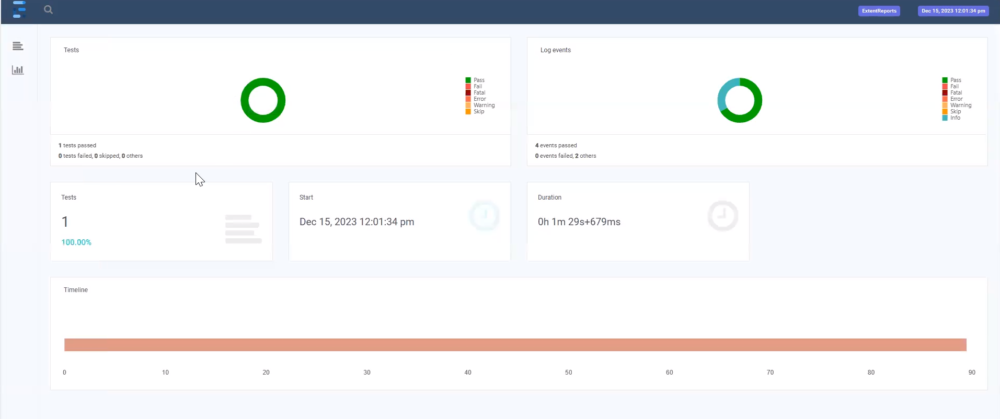 ExtentReports
Dec 15, 2023 12:01:34 pm
Tests
Pass
Fail
Fatal
Error
Warning
Skip
1 tests passed
0 tests failed, 0 skipped, 0 others
Log events
Pass
Fail
Fatal
Error
Warning
Skip
Info
4 events passed
0 events failed, 2 others
Tests
1
100.00%
Start
Dec 15, 2023 12:01:34 pm
Duration
0h 1m 29s+679ms
Timeline
0 10 20 30 40 50 60 70 80 90